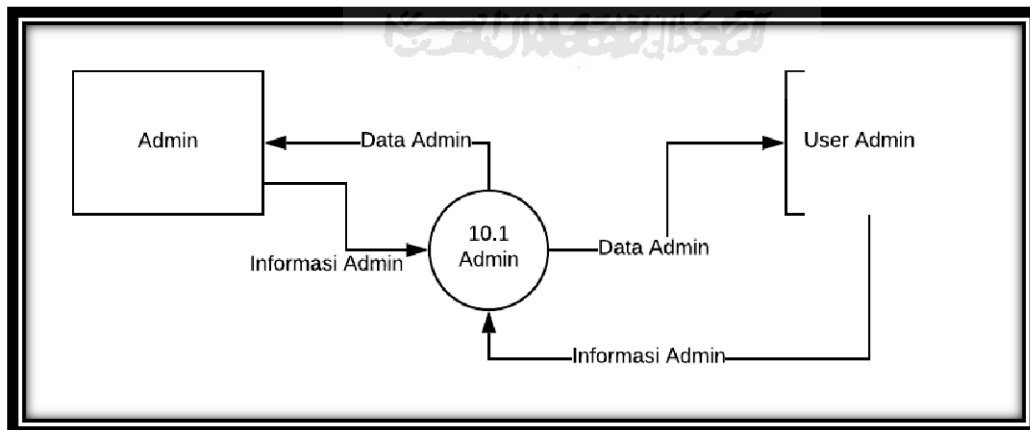 Admin
Data Admin
User Admin
Informasi Admin
10.1
Admin
Data Admin
Informasi Admin